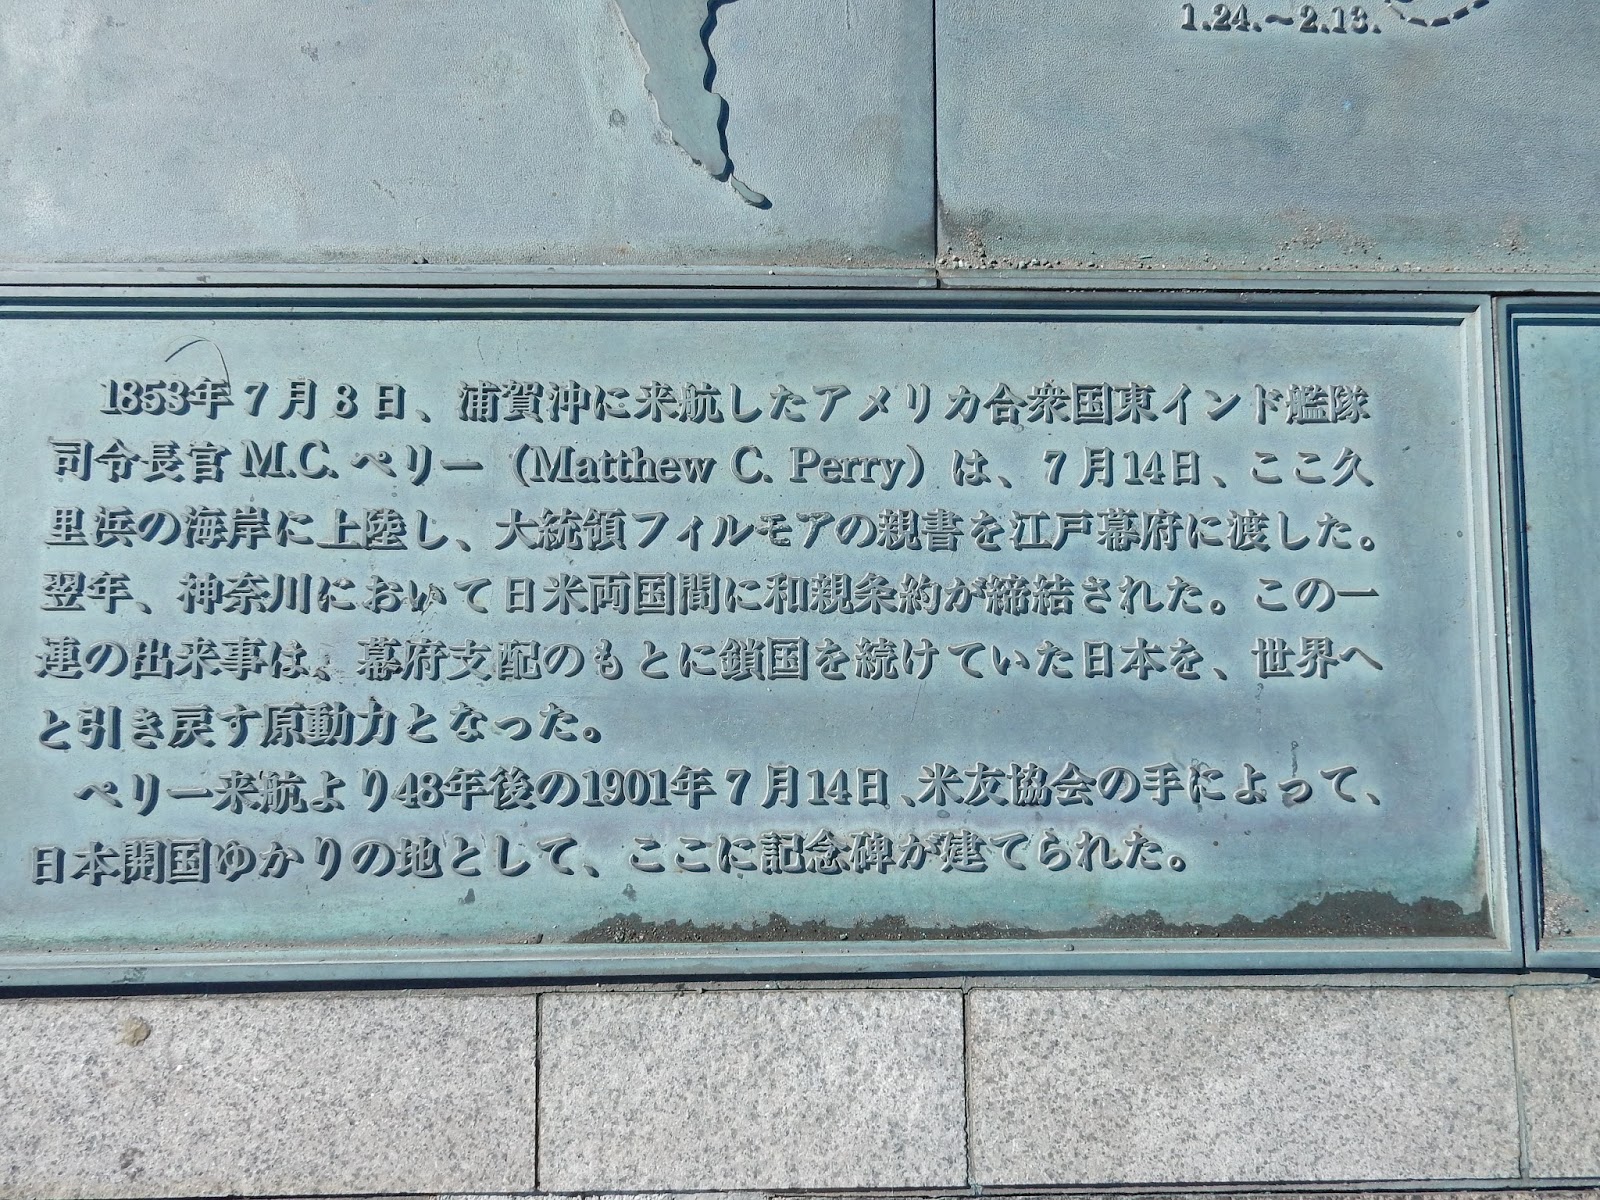 1.24.~2.13.
1853年7月8日、浦賀沖に来航したアメリカ合衆国東インド艦隊
司令長官M.C.ペリー（Matthew C. Perry）は、7月14日、ここ久
里浜の海岸に上陸し、大統領フィルモアの親書を江戸幕府に渡した。
翌年、神奈川において日米両国間に和親条約が締結された。この一
連の出来事は、幕府支配のもとに鎖国を続けていた日本を、世界へ
と引き戻す原動力となった。
ペリー来航より48年後の1901年7月14日、米友協会の手によって、
日本開国ゆかりの地として、ここに記念碑が建てられた。